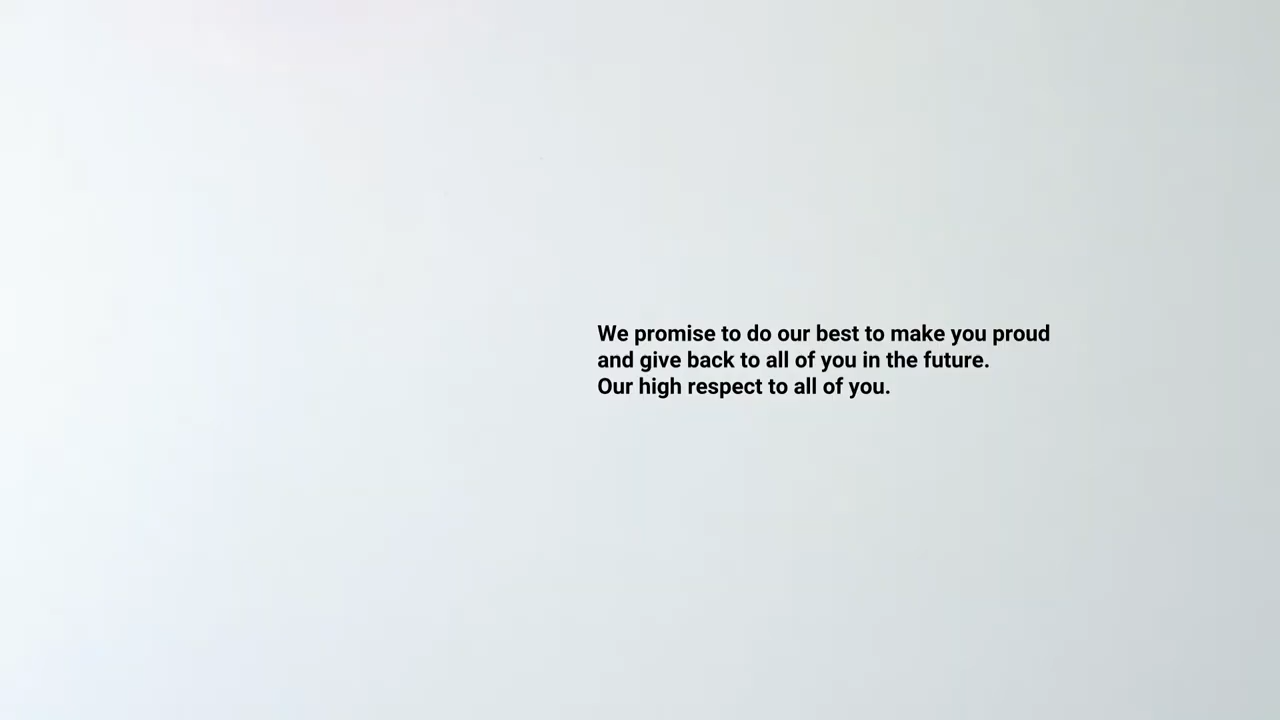 We promise to do our best to make you proud
and give back to all of you in the future.
Our high respect to all of you.